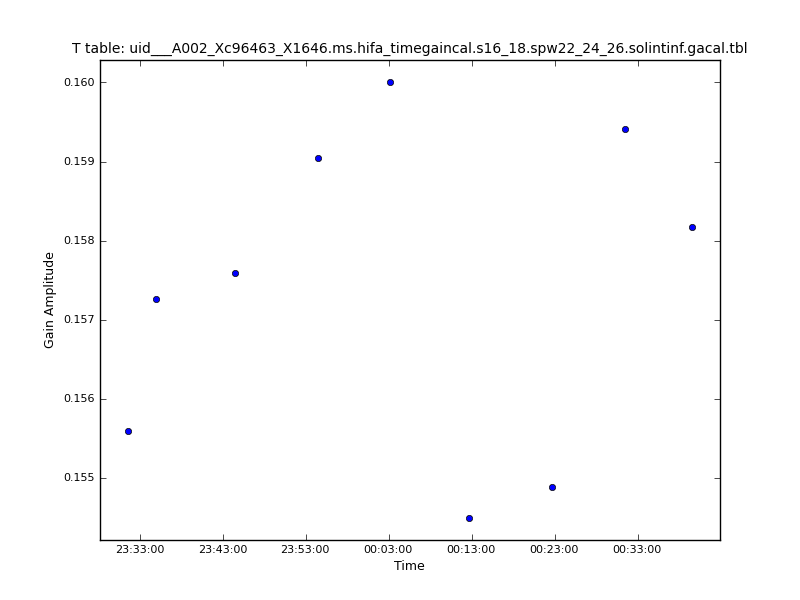 T table: uid___A002_Xc96463_X1646.ms.hifa_timegaincal.s16_18.spw22_24_26.solintinf.gacal.tbl
0.160
0.159
0.158
0.157
0.156
0.155
Gain Amplitude
23:33:00 23:43:00 23:53:00 00:03:00 00:13:00 00:23:00 00:33:00
Time